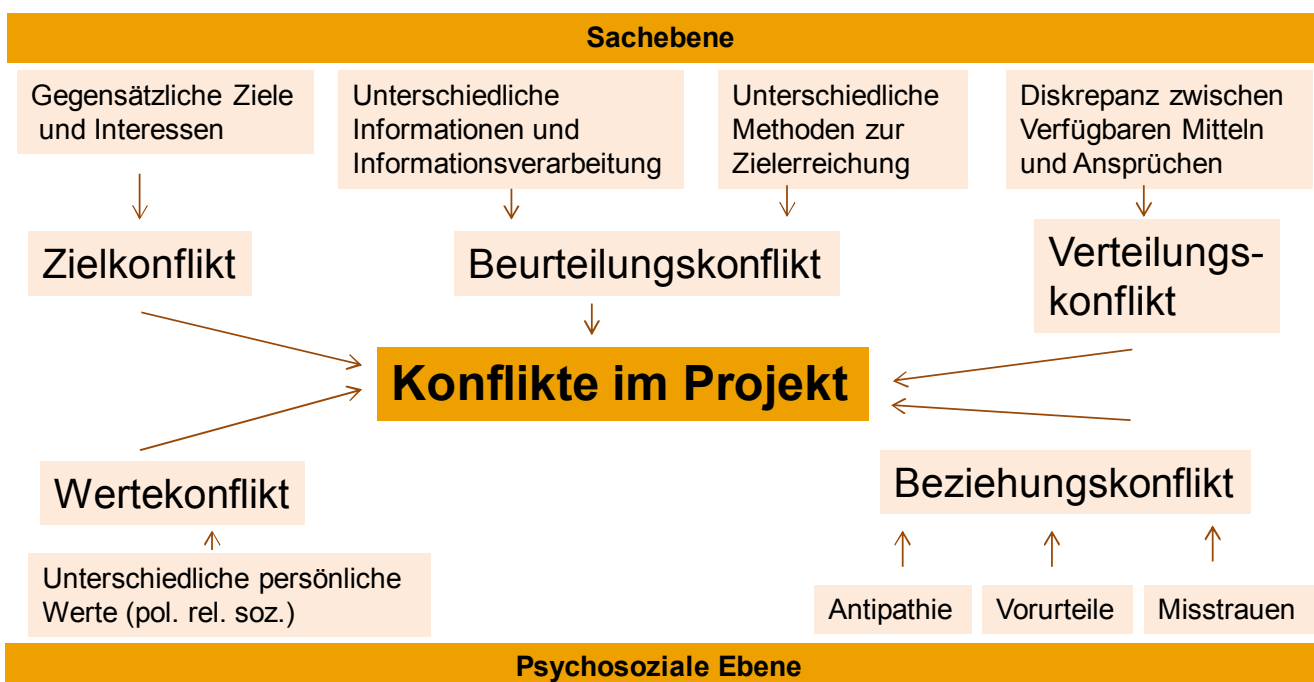 Sachebene
Gegensätzliche Ziele
und Interessen
Unterschiedliche
Informationen und
Informationsverarbeitung
Unterschiedliche
Methoden zur
Zielerreichung
Diskrepanz zwischen
Verfügbaren Mitteln
und Ansprüchen
Zielkonflikt
Beurteilungskonflikt
Verteilungs-
konflikt
Konflikte im Projekt
Wertekonflikt
Beziehungskonflikt
Unterschiedliche persönliche
Werte (pol. rel. soz.)
Antipathie
Vorurteile
Misstrauen
Psychosoziale Ebene